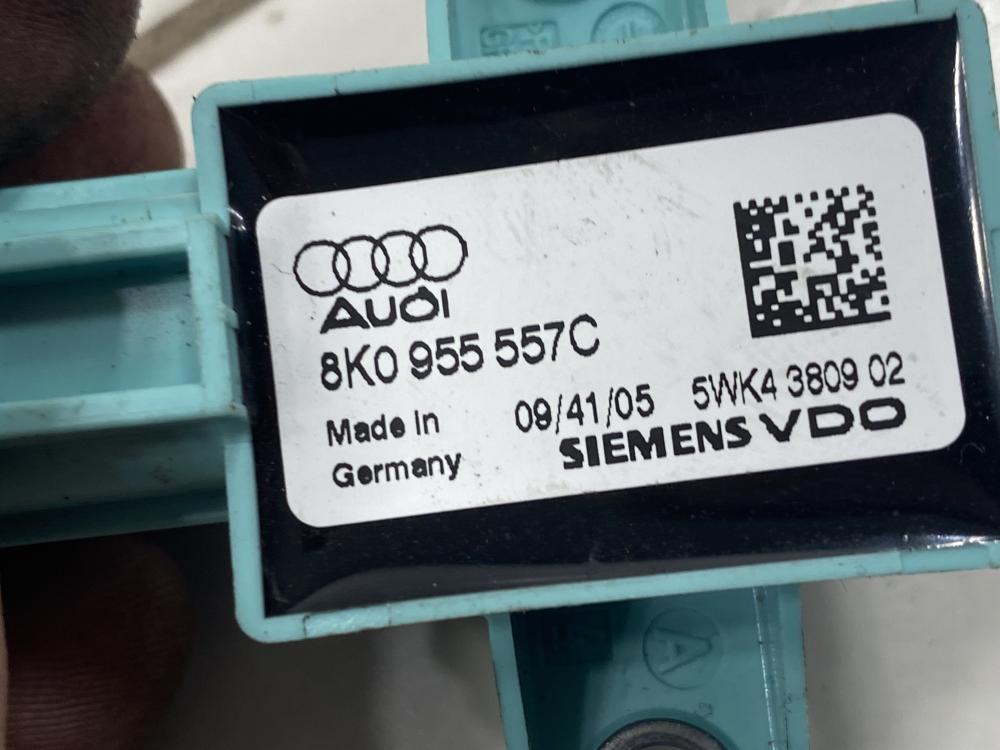 AUDI
8K0 955 557C
Made in
Germany
09/41/05 5WK4 3809 02
SIEMENS VDO
A